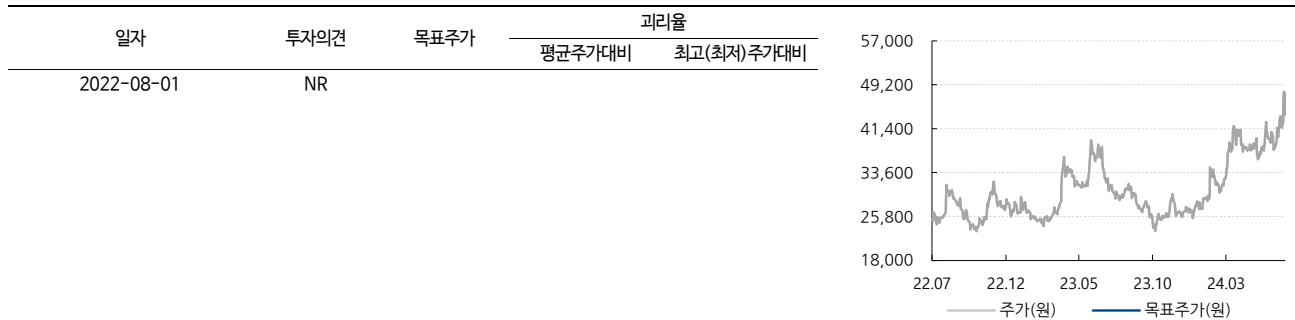 일자 투자의견 목표주가 괴리율
평균주가대비 최고(최저)주가대비
2022-08-01 NR
57,000
49,200
41,400
33,600
25,800
18,000
22.07 22.12 23.05 23.10 24.03
주가(원) 목표주가(원)